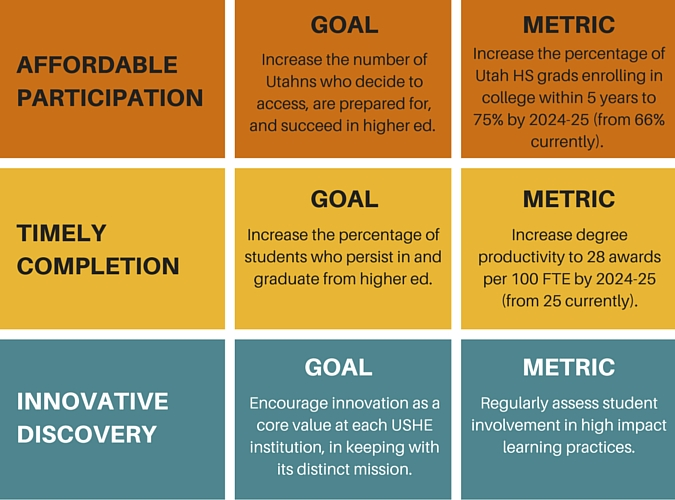 AFFORDABLE
PARTICIPATION
GOAL
Increase the number of
Utahns who decide to
access, are prepared for,
and succeed in higher ed.
METRIC
Increase the percentage of
Utah HS grads enrolling in
college within 5 years to
75% by 2024-25 (from 66%
currently).
TIMELY
COMPLETION
GOAL
Increase the percentage of
students who persist in and
graduate from higher ed.
METRIC
Increase degree
productivity to 28 awards
per 100 FTE by 2024-25
(from 25 currently).
INNOVATIVE
DISCOVERY
GOAL
Encourage innovation as a
core value at each USHE
institution, in keeping with
its distinct mission.
METRIC
Regularly assess student
involvement in high impact
learning practices.